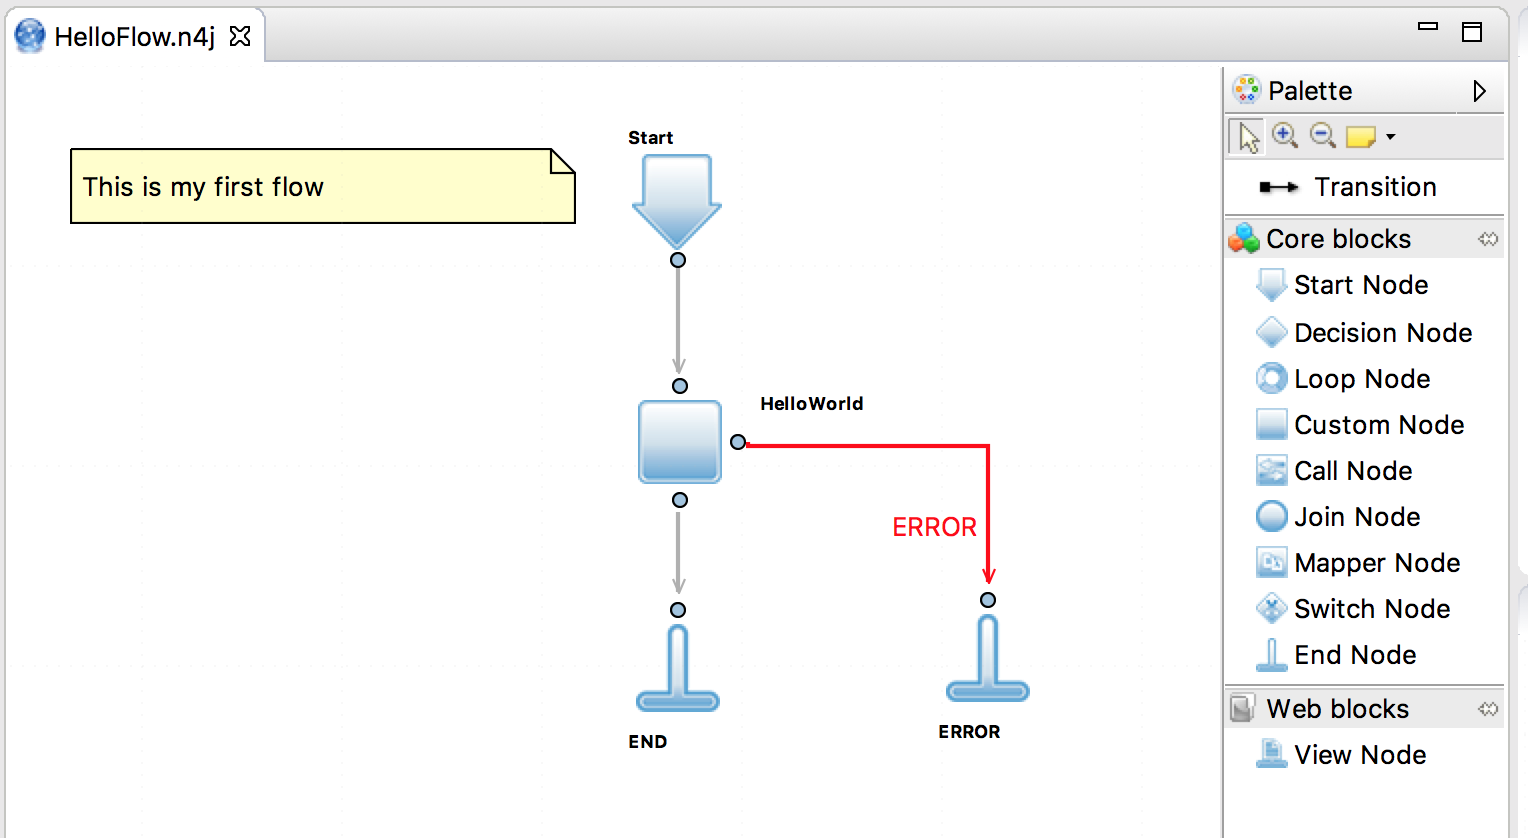 HelloFlow.n4j
This is my first flow
Start
HelloWorld
ERROR
END
ERROR
Palette
Transition
Core blocks
Start Node
Decision Node
Loop Node
Custom Node
Call Node
Join Node
Mapper Node
Switch Node
End Node
Web blocks
View Node